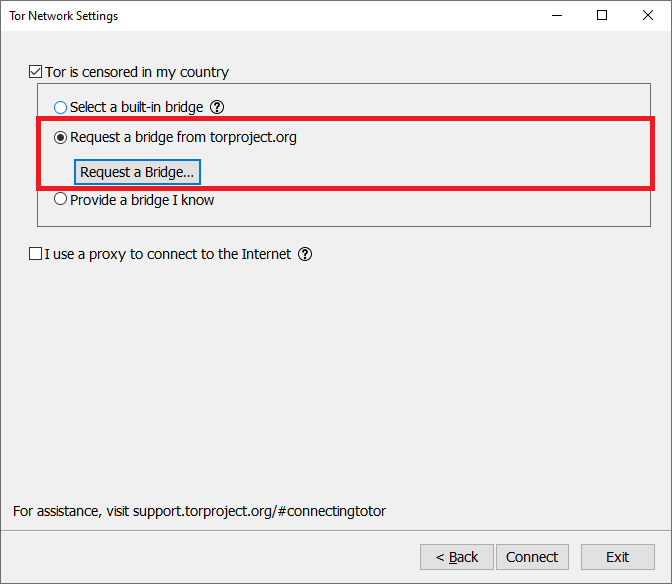 Tor Network Settings
Tor is censored in my country
Select a built-in bridge ?
Request a bridge from torproject.org
Request a Bridge...
Provide a bridge I know
I use a proxy to connect to the Internet ?
For assistance, visit support.torproject.org/#connectingtotor
< Back Connect Exit